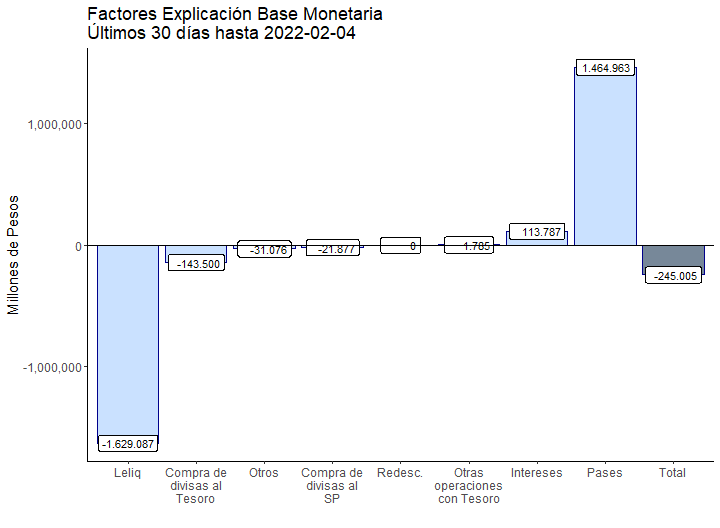 Factores Explicación Base Monetaria
Últimos 30 días hasta 2022-02-04
Millones de Pesos
1,000,000
0
-1,000,000
-1.629.087
-143.500
-31.076
-21.877
0
1.785
113.787
1.464.963
-245.005
Leliq
Compra de
divisas al
Tesoro
Otros
Compra de
divisas al
SP
Redesc.
Otras
operaciones
con Tesoro
Intereses
Pases
Total